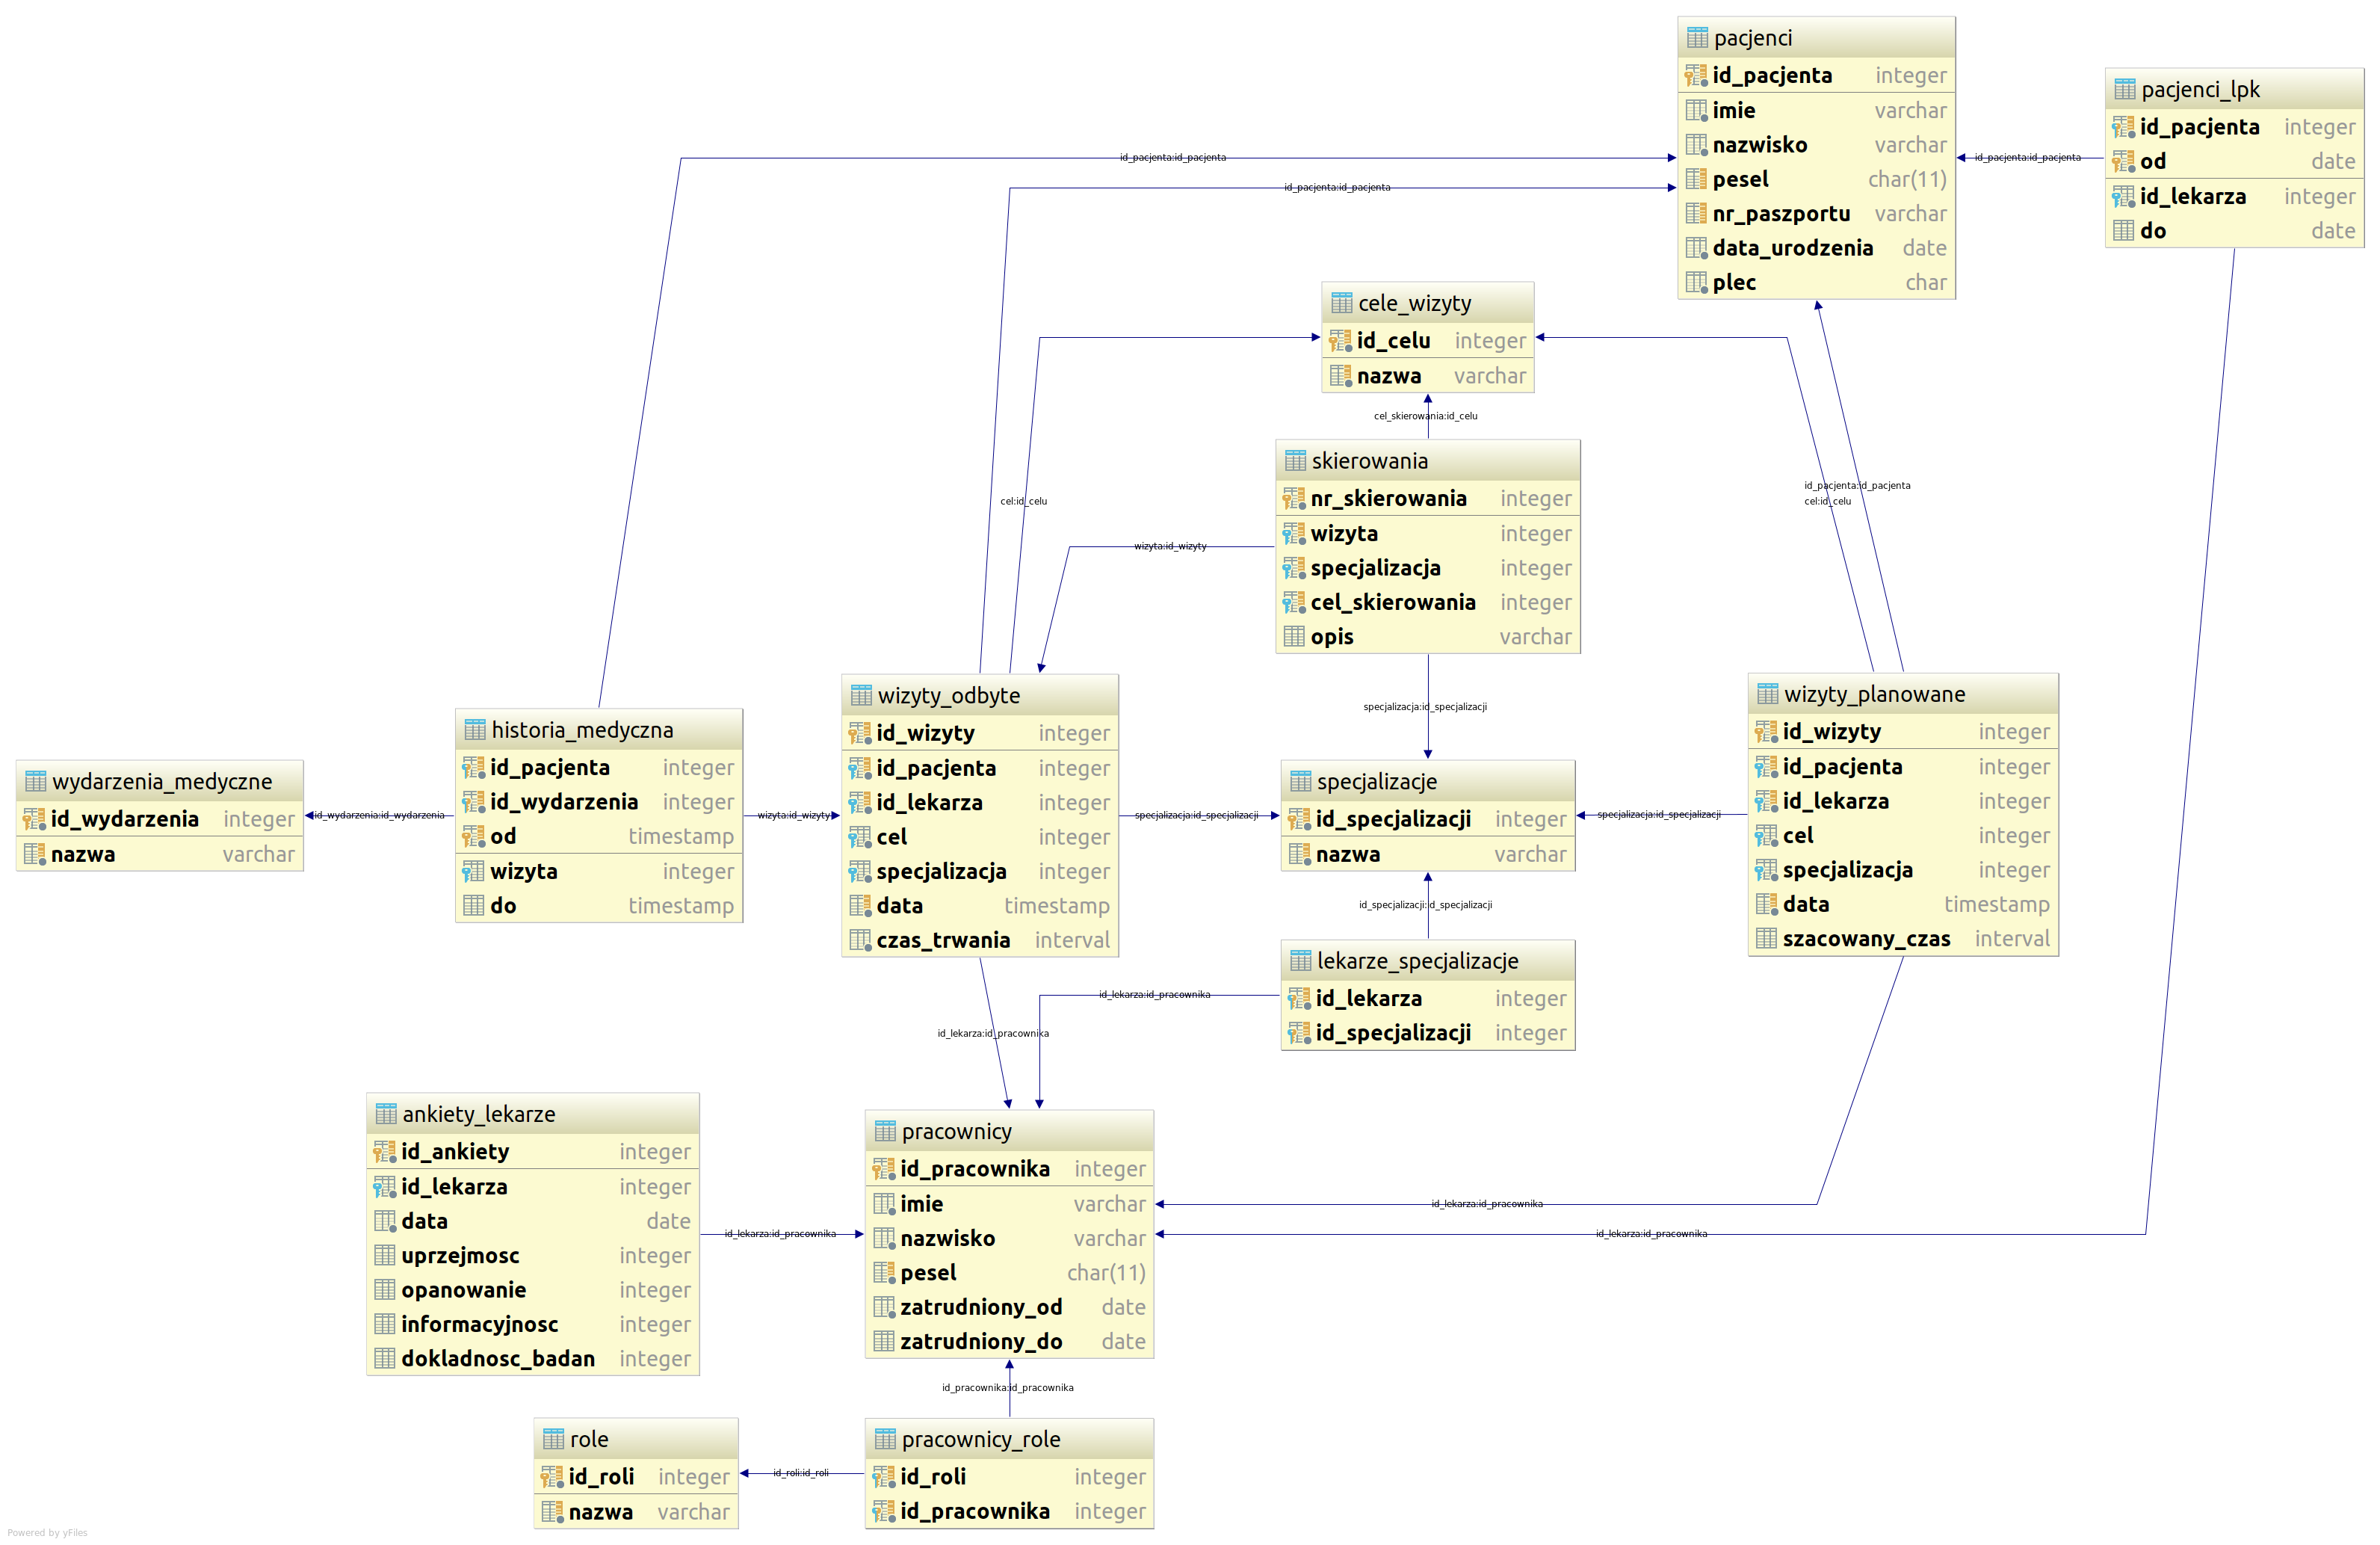 pacjenci
id_pacjenta integer
imie varchar
nazwisko varchar
pesel char(11)
nr_paszportu varchar
data_urodzenia date
plec char
pacjenci_lpk
id_pacjenta integer
od date
id_lekarza integer
do date
id_pacjenta:id_pacjenta
id_pacjenta:id_pacjenta
id_pacjenta:id_pacjenta
cele_wizyty
id_celu integer
nazwa varchar
cel_skierowania:id_celu
skierowania
nr_skierowania integer
wizyta integer
specjalizacja integer
cel_skierowania integer
opis varchar
id_pacjenta:id_pacjenta
cel:id_celu
cel:id_celu
wizyta:id_wizyty
specjalizacja:id_specjalizacji
wydarzenia_medyczne
id_wydarzenia integer
nazwa varchar
id_wydarzenia:id_wydarzenia
historia_medyczna
id_pacjenta integer
id_wydarzenia integer
od timestamp
wizyta integer
do timestamp
wizyta:id_wizyty
wizyty_odbyte
id_wizyty integer
id_pacjenta integer
id_lekarza integer
cel integer
specjalizacja integer
data timestamp
czas_trwania interval
specjalizacja:id_specjalizacji
specjalizacje
id_specjalizacji integer
nazwa varchar
specjalizacja:id_specjalizacji
wizyty_planowane
id_wizyty integer
id_pacjenta integer
id_lekarza integer
cel integer
specjalizacja integer
data timestamp
szacowany_czas interval
id_specjalizacji:id_specjalizacji
lekarze_specjalizacje
id_lekarza integer
id_specjalizacji integer
id_lekarza:id_pracownika
id_lekarza:id_pracownika
ankiety_lekarze
id_ankiety integer
id_lekarza integer
data date
uprzejmosc integer
opanowanie integer
informacyjnosc integer
dokladnosc_badan integer
id_lekarza:id_pracownika
pracownicy
id_pracownika integer
imie varchar
nazwisko varchar
pesel char(11)
zatrudniony_od date
zatrudniony_do date
id_lekarza:id_pracownika
id_lekarza:id_pracownika
id_pracownika:id_pracownika
role
id_roli integer
nazwa varchar
id_roli:id_roli
pracownicy_role
id_roli integer
id_pracownika integer
Powered by yFiles